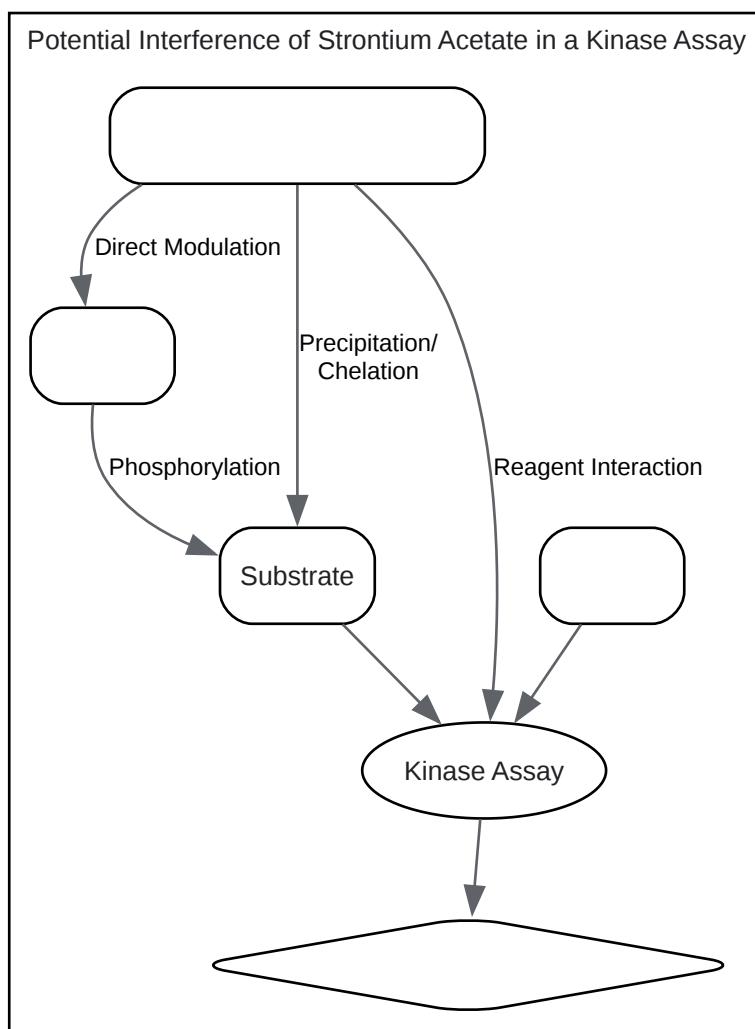 Potential Interference of Strontium Acetate in a Kinase Assay
Direct Modulation
Precipitation/
Chelation
Phosphorylation
Reagent Interaction
Substrate
Kinase Assay